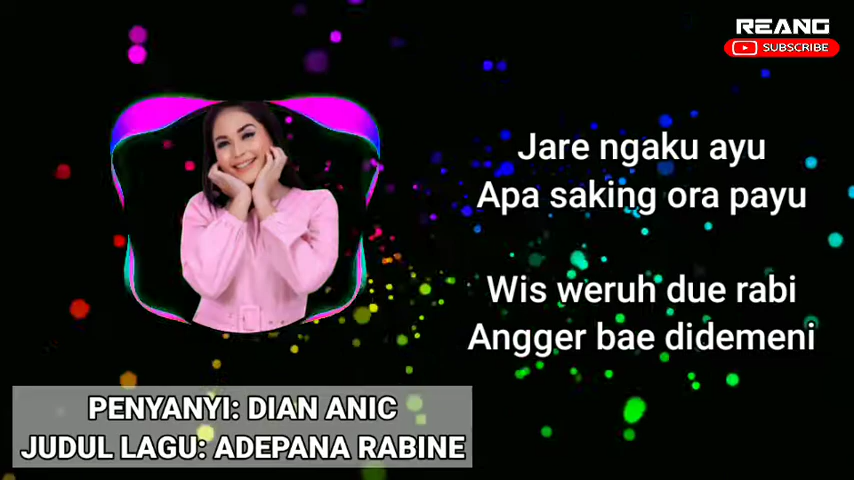 REANG
SUBSCRIBE
Jare ngaku ayu
Apa saking ora payu
Wis weruh due rabi
Angger bae didemeni
PENYANYI: DIAN ANIC
JUDUL LAGU: ADEPANA RABINE